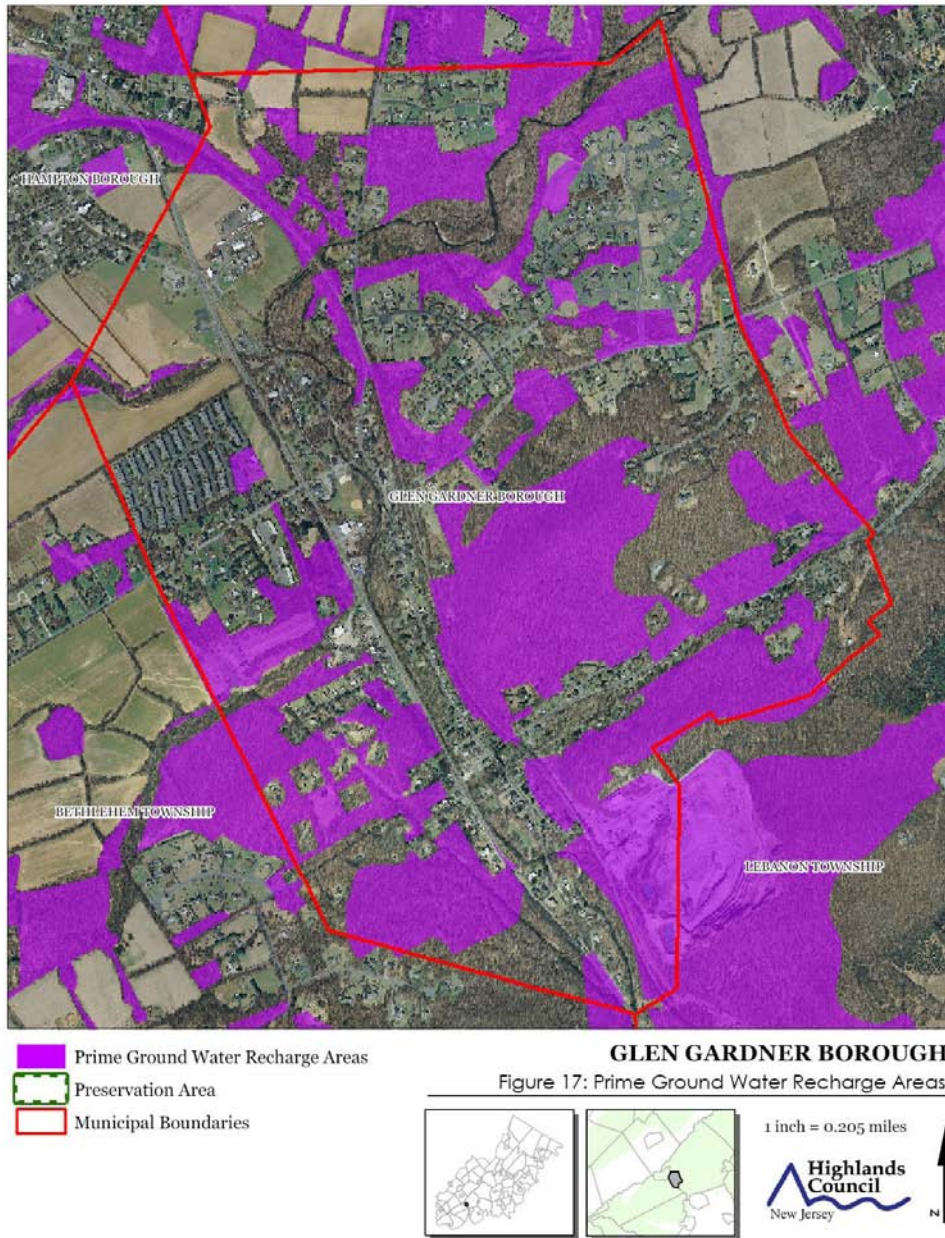 HAMPTON BOROUGH
GLEN GARDNER BOROUGH
BETHLEHEM TOWNSHIP
LEBANON TOWNSHIP
Prime Ground Water Recharge Areas
Preservation Area
Municipal Boundaries
GLEN GARDNER BOROUGH
Figure 17: Prime Ground Water Recharge Areas
1 inch = 0.205 miles
Highlands
Council
New Jersey
N